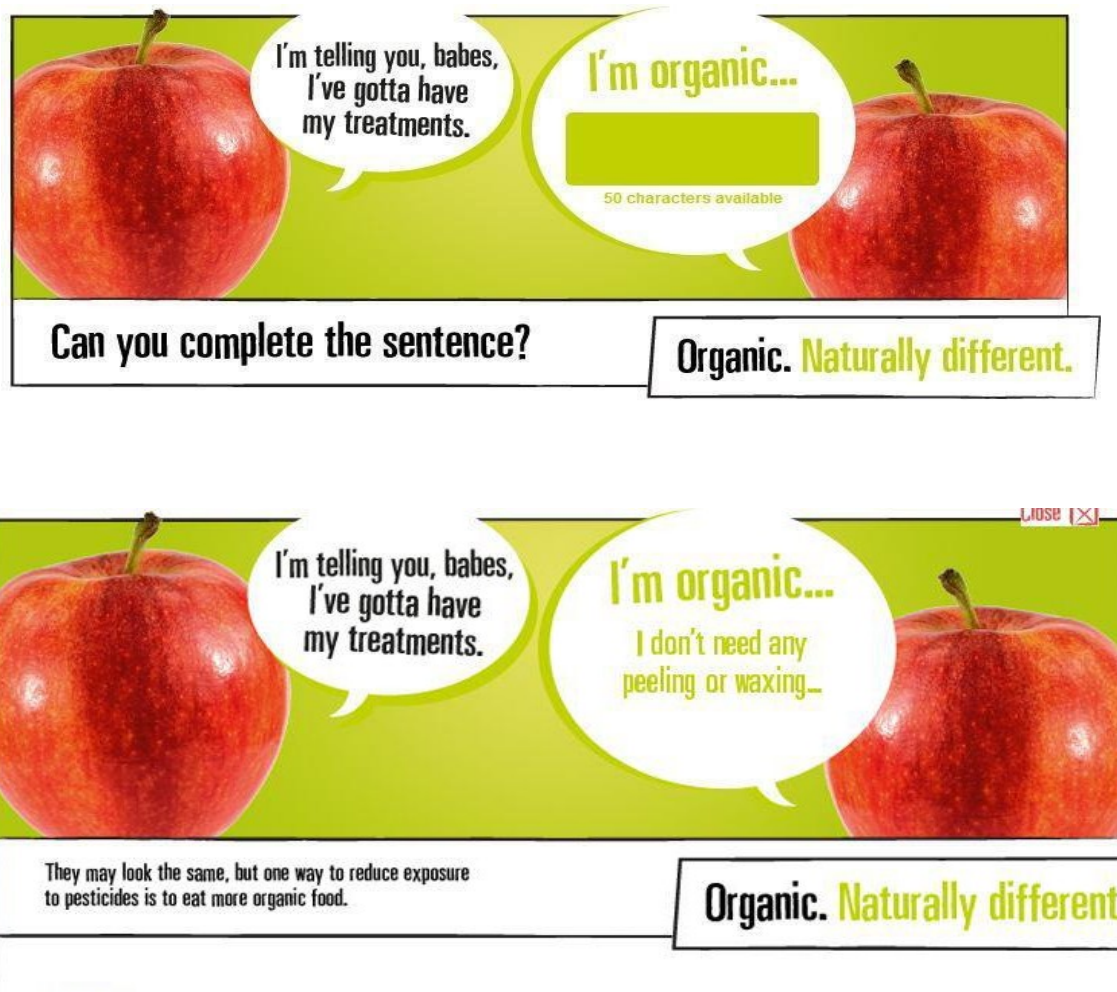 I'm telling you, babes,
I've gotta have
my treatments.
I'm organic...
50 characters available
Can you complete the sentence?
Organic. Naturally different.
Close
I'm telling you, babes,
I've gotta have
my treatments.
I'm organic...
I don't need any
peeling or waxing...
They may look the same, but one way to reduce exposure
to pesticides is to eat more organic food.
Organic. Naturally different